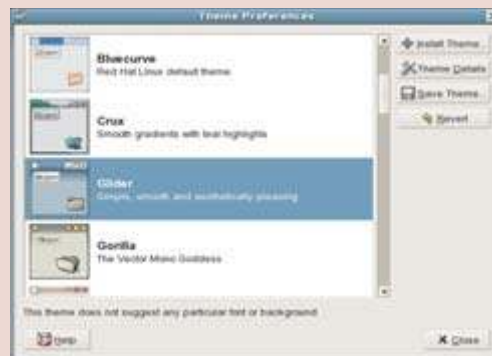 Theme Preferences
Bluecurve
Red Hat Linux default theme
Install Theme
Theme Details
Save Theme
Revert
Crux
Smooth gradients with teal highlights
Glider
Simple, smooth and aesthetically pleasing
Gorilla
The Vector Mono Goddess
This theme does not suggest any particular font or background
Help
Close